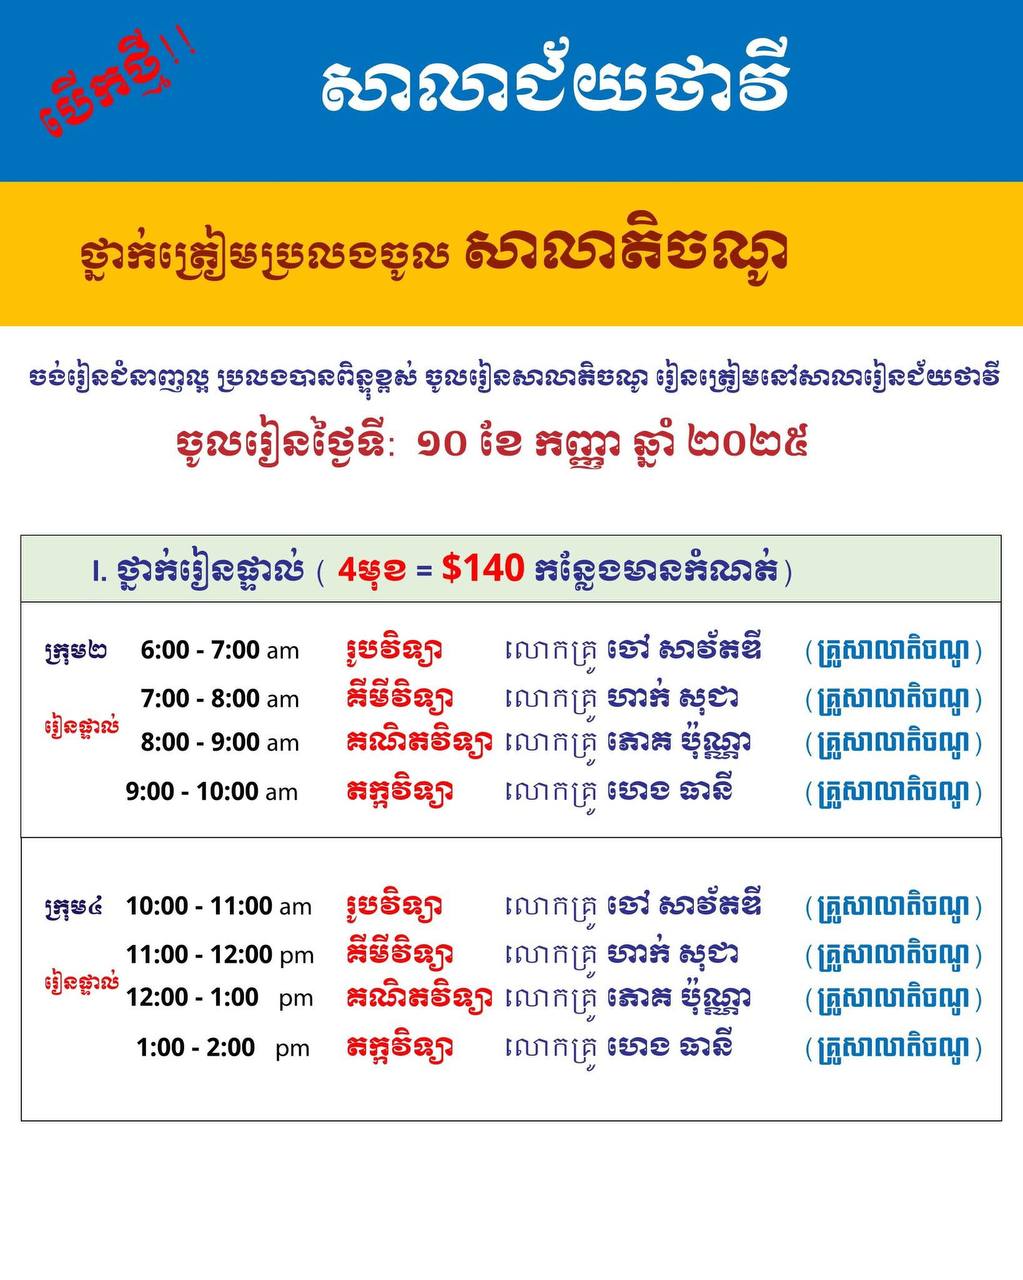 បើកថ្មី!!
សាលាជ័យថាវី
ថ្នាក់ត្រៀមប្រលងចូល សាលាតិចណូ
ចង់រៀនជំនាញល្អ ប្រលងបានពិន្ទុខ្ពស់ ចូលរៀនសាលាតិចណូ រៀនត្រៀមនៅសាលារៀនជ័យថាវី
ចូលរៀនថ្ងៃទី: ១០ ខែ កញ្ញា ឆ្នាំ ២០២៥
I. ថ្នាក់រៀនផ្ទាល់ ( 4មុខ = $140 កន្លែងមានកំណត់)
ក្រុម២ 6:00 - 7:00 am រូបវិទ្យា លោកគ្រូ ចៅ សាវ័តឌី (គ្រូសាលាតិចណូ)
7:00 - 8:00 am គីមីវិទ្យា លោកគ្រូ ហាក់ សុជា (គ្រូសាលាតិចណូ)
រៀនផ្ទាល់
8:00 - 9:00 am គណិតវិទ្យា លោកគ្រូ ភោគ ប៉ុណ្ណា (គ្រូសាលាតិចណូ)
9:00 - 10:00 am តក្កវិទ្យា លោកគ្រូ ហេង ធានី (គ្រូសាលាតិចណូ)
ក្រុម៤ 10:00 - 11:00 am រូបវិទ្យា លោកគ្រូ ចៅ សាវ័តឌី (គ្រូសាលាតិចណូ)
11:00 - 12:00 pm គីមីវិទ្យា លោកគ្រូ ហាក់ សុជា (គ្រូសាលាតិចណូ)
រៀនផ្ទាល់
12:00 - 1:00 pm គណិតវិទ្យា លោកគ្រូ ភោគ ប៉ុណ្ណា (គ្រូសាលាតិចណូ)
1:00 - 2:00 pm តក្កវិទ្យា លោកគ្រូ ហេង ធានី (គ្រូសាលាតិចណូ)